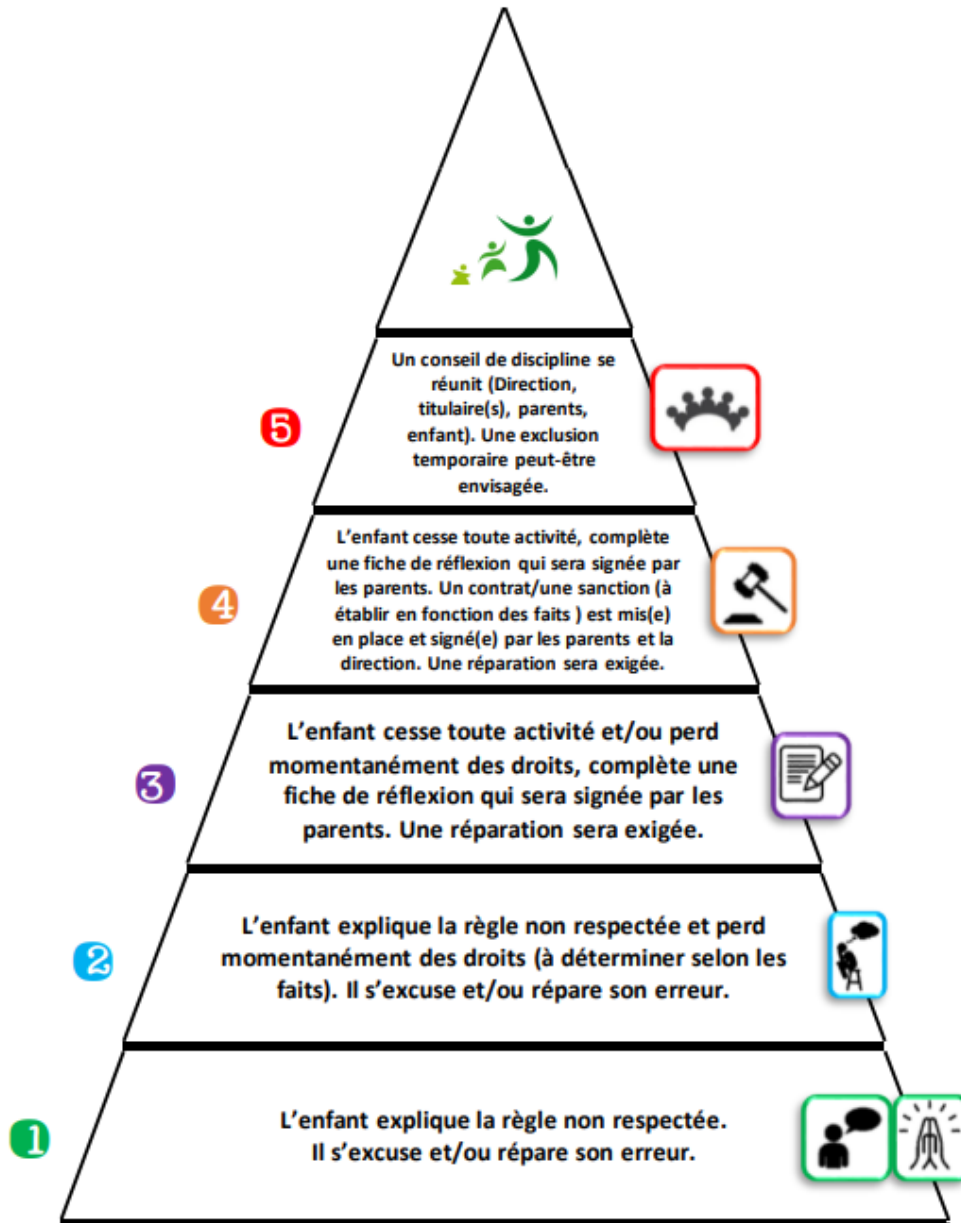 Un conseil de discipline se
réunit (Direction,
titulaire(s), parents,
enfant). Une exclusion
temporaire peut-être
envisagée.
5
L’enfant cesse toute activité, complète
une fiche de réflexion qui sera signée par
les parents. Un contrat/une sanction (à
établir en fonction des faits ) est mis(e)
en place et signé(e) par les parents et la
direction. Une réparation sera exigée.
4
L’enfant cesse toute activité et/ou perd
momentanément des droits, complète une
fiche de réflexion qui sera signée par les
parents. Une réparation sera exigée.
3
L’enfant explique la règle non respectée et perd
momentanément des droits (à déterminer selon les
faits). Il s’excuse et/ou répare son erreur.
2
L’enfant explique la règle non respectée.
Il s’excuse et/ou répare son erreur.
1